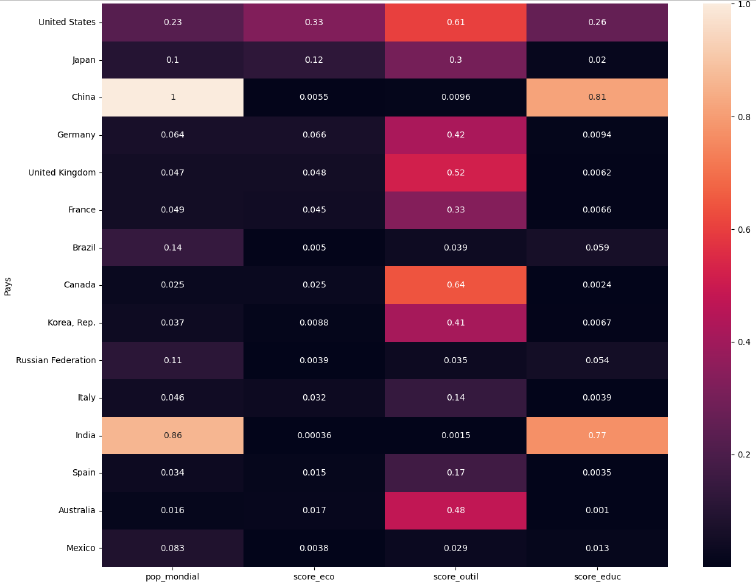 United States 0.23 0.33 0.61 0.26
Japan 0.1 0.12 0.3 0.02
China 1 0.0055 0.0096 0.81
Germany 0.064 0.066 0.42 0.0094
United Kingdom 0.047 0.048 0.52 0.0062
France 0.049 0.045 0.33 0.0066
Brazil 0.14 0.005 0.039 0.059
Canada 0.025 0.025 0.64 0.0024
Korea, Rep. 0.037 0.0088 0.41 0.0067
Russian Federation 0.11 0.0039 0.035 0.054
Italy 0.046 0.032 0.14 0.0039
India 0.86 0.00036 0.0015 0.77
Spain 0.034 0.015 0.17 0.0035
Australia 0.016 0.017 0.48 0.001
Mexico 0.083 0.0038 0.029 0.013
pop_mondial score_eco score_outil score_educ
Pays
1.0
0.8
0.6
0.4
0.2